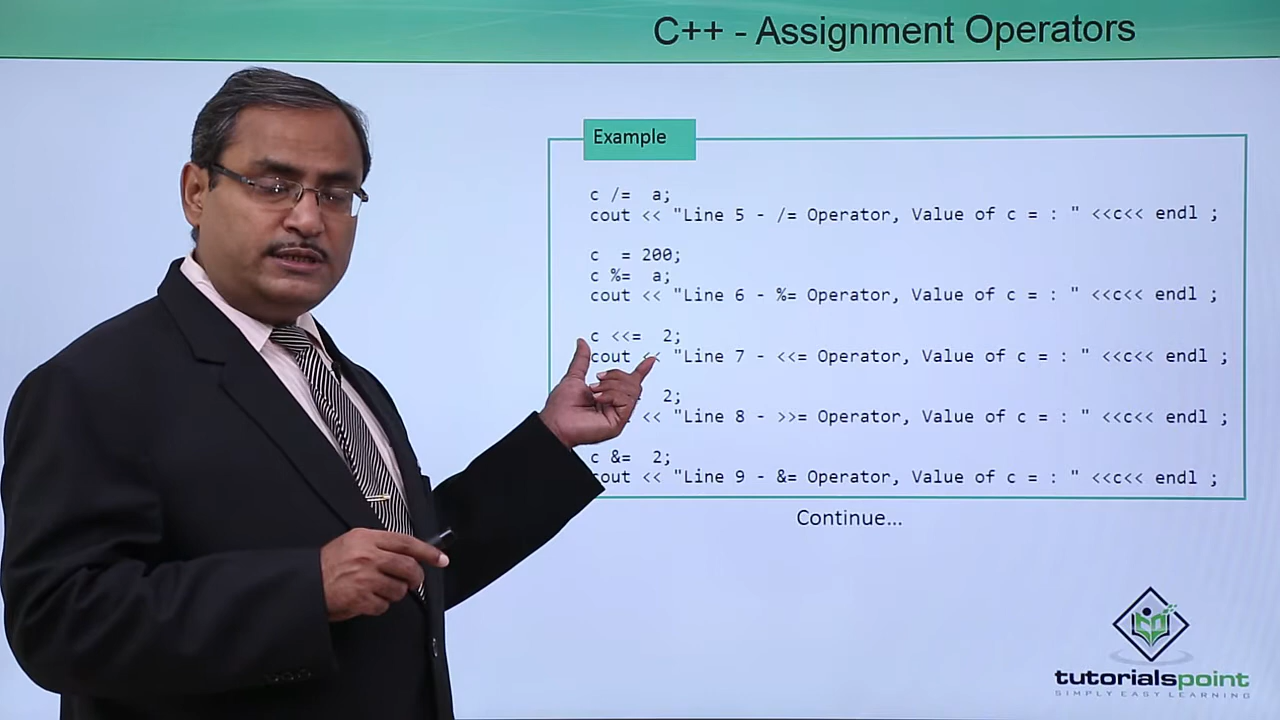 C++ - Assignment Operators
Example
c /= a;
cout << "Line 5 - /= Operator, Value of c = : " <<c<< endl ;
c = 200;
c %= a;
cout << "Line 6 - %= Operator, Value of c = : " <<c<< endl ;
c <<= 2;
cout << "Line 7 - <<= Operator, Value of c = : " <<c<< endl ;
2;
<< "Line 8 - >>= Operator, Value of c = : " <<c<< endl ;
c &= 2;
out << "Line 9 - &= Operator, Value of c = : " <<c<< endl ;
Continue...
tutorialspoint
SIMPLY EASY LEARNING